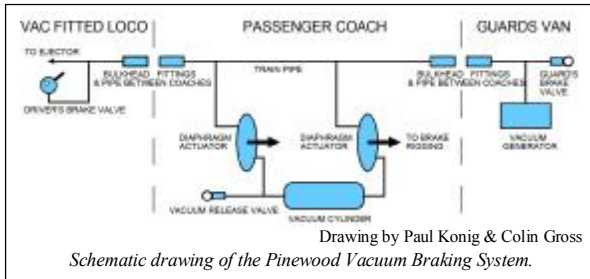 VAC FITTED LOCO
PASSENGER COACH
GUARDS VAN
TO EJECTOR
DRIVER'S BRAKE VALVE
BULKHEAD FITTINGS
& PIPE BETWEEN COACHES
TRAIN PIPE
BULKHEAD FITTINGS
& PIPE BETWEEN COACHES
GUARD'S
BRAKE
VALVE
VACUUM
GENERATOR
DIAPHRAGM
ACTUATOR
DIAPHRAGM
ACTUATOR
TO BRAKE
RIGGING
VACUUM RELEASE VALVE
VACUUM CYLINDER
Drawing by Paul Konig & Colin Gross
Schematic drawing of the Pinewood Vacuum Braking System.